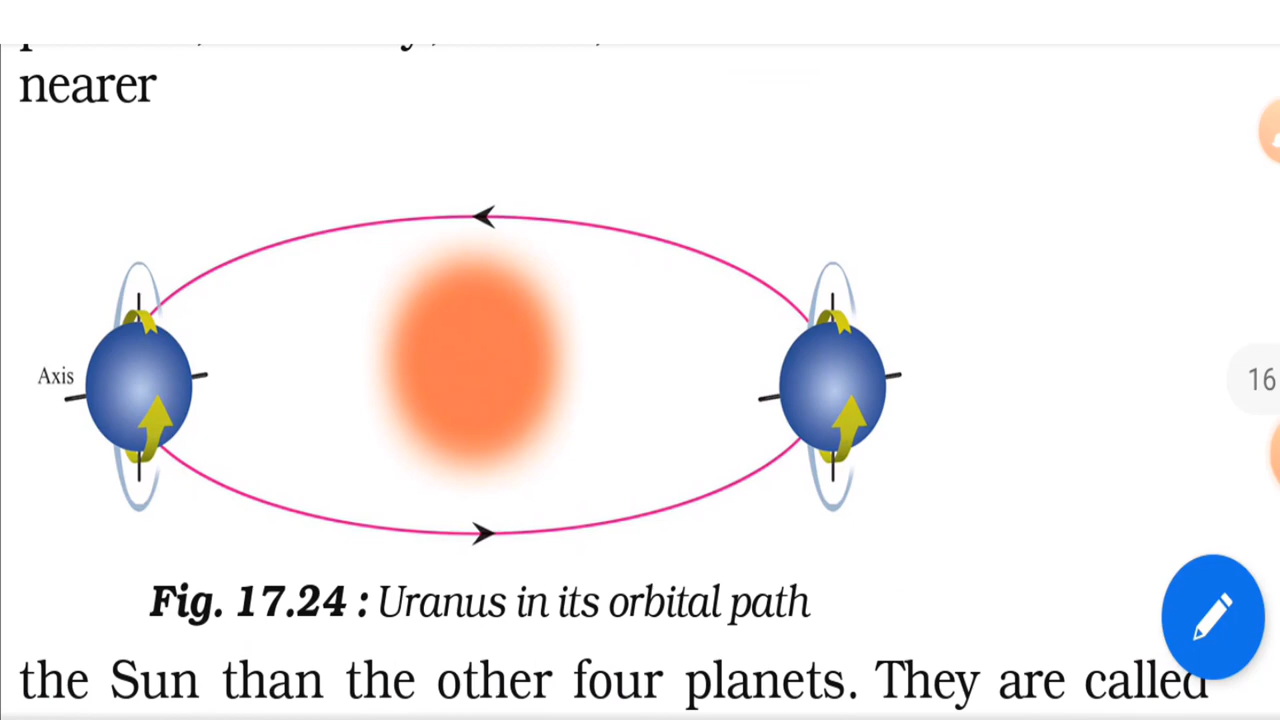 nearer
Axis
16
Fig. 17.24 : Uranus in its orbital path
the Sun than the other four planets. They are called